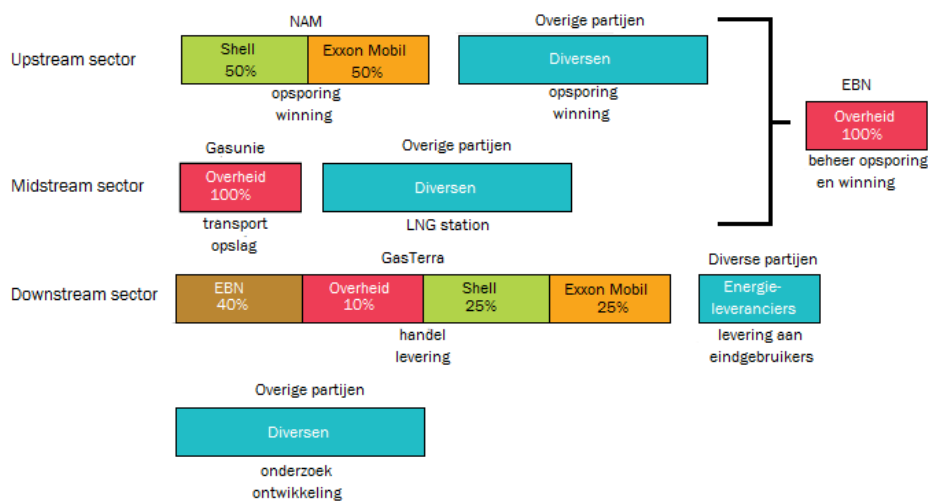 NAM
Overige partijen
Upstream sector
Shell
50%
Exxon Mobil
50%
Diversen
opsporing
winning
opsporing
winning
EBN
Overheid
100%
beheer opsporing
en winning
Gasunie
Overige partijen
Midstream sector
Overheid
100%
Diversen
transport
opslag
LNG station
GasTerra
Diverse partijen
Downstream sector
EBN
40%
Overheid
10%
Shell
25%
Exxon Mobil
25%
Energie-
leveranciers
handel
levering
levering aan
eindgebruikers
Overige partijen
Diversen
onderzoek
ontwikkeling